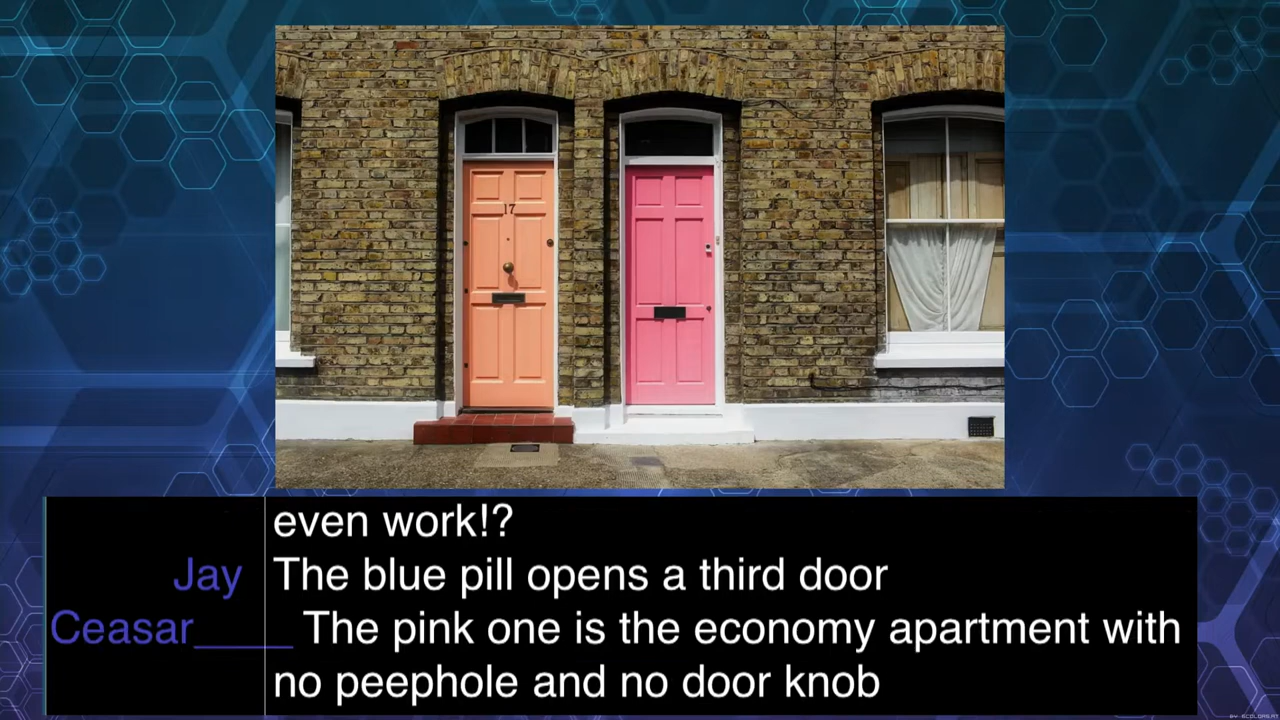 17
even work!?
Jay The blue pill opens a third door
Ceasar_____ The pink one is the economy apartment with
no peephole and no door knob